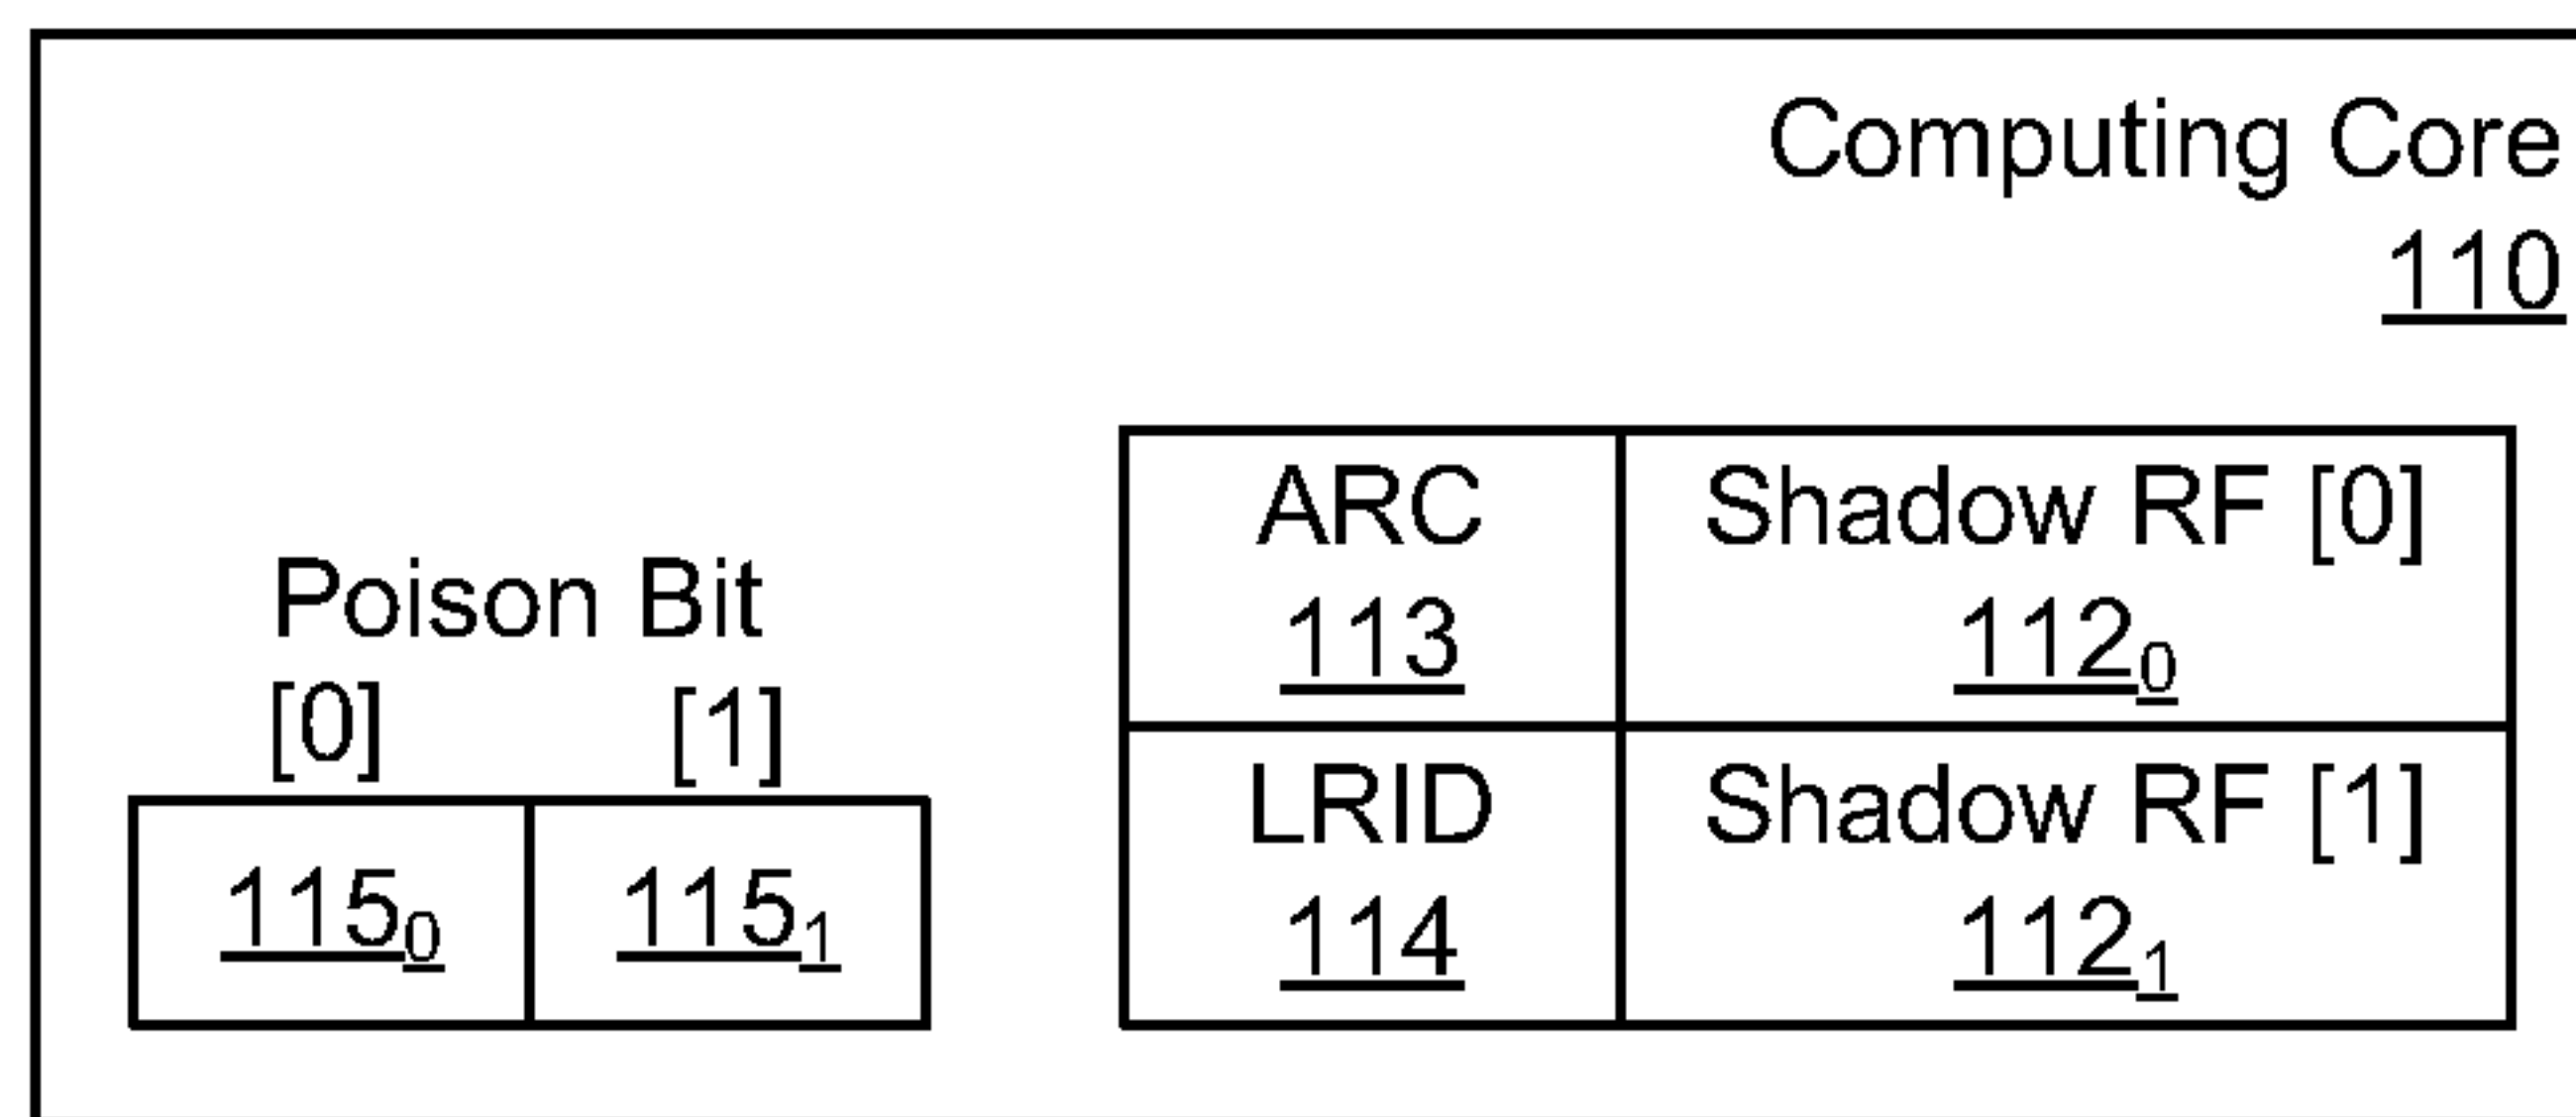 Computing Core
110
Poison Bit
[0] [1]
115₀ 115₁
ARC Shadow RF [0]
113 112₀
LRID Shadow RF [1]
114 112₁